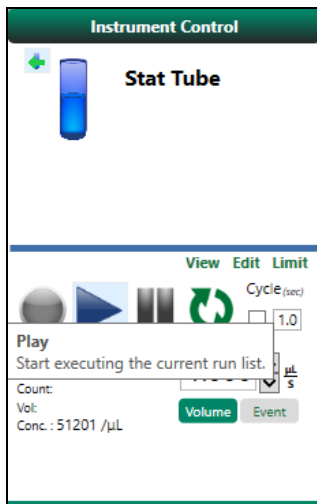 Instrument Control
Stat Tube
View Edit Limit
Cycle (sec)
1.0
Play
Start executing the current run list.
µL
s
Count:
Vol:
Conc. : 51201 /µL
Volume Event